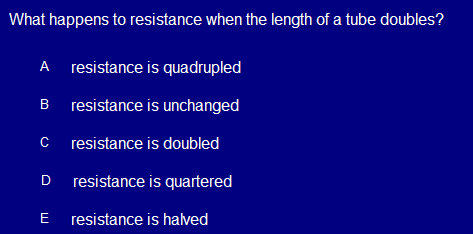 What happens to resistance when the length of a tube doubles?
A resistance is quadrupled
B resistance is unchanged
C resistance is doubled
D resistance is quartered
E resistance is halved